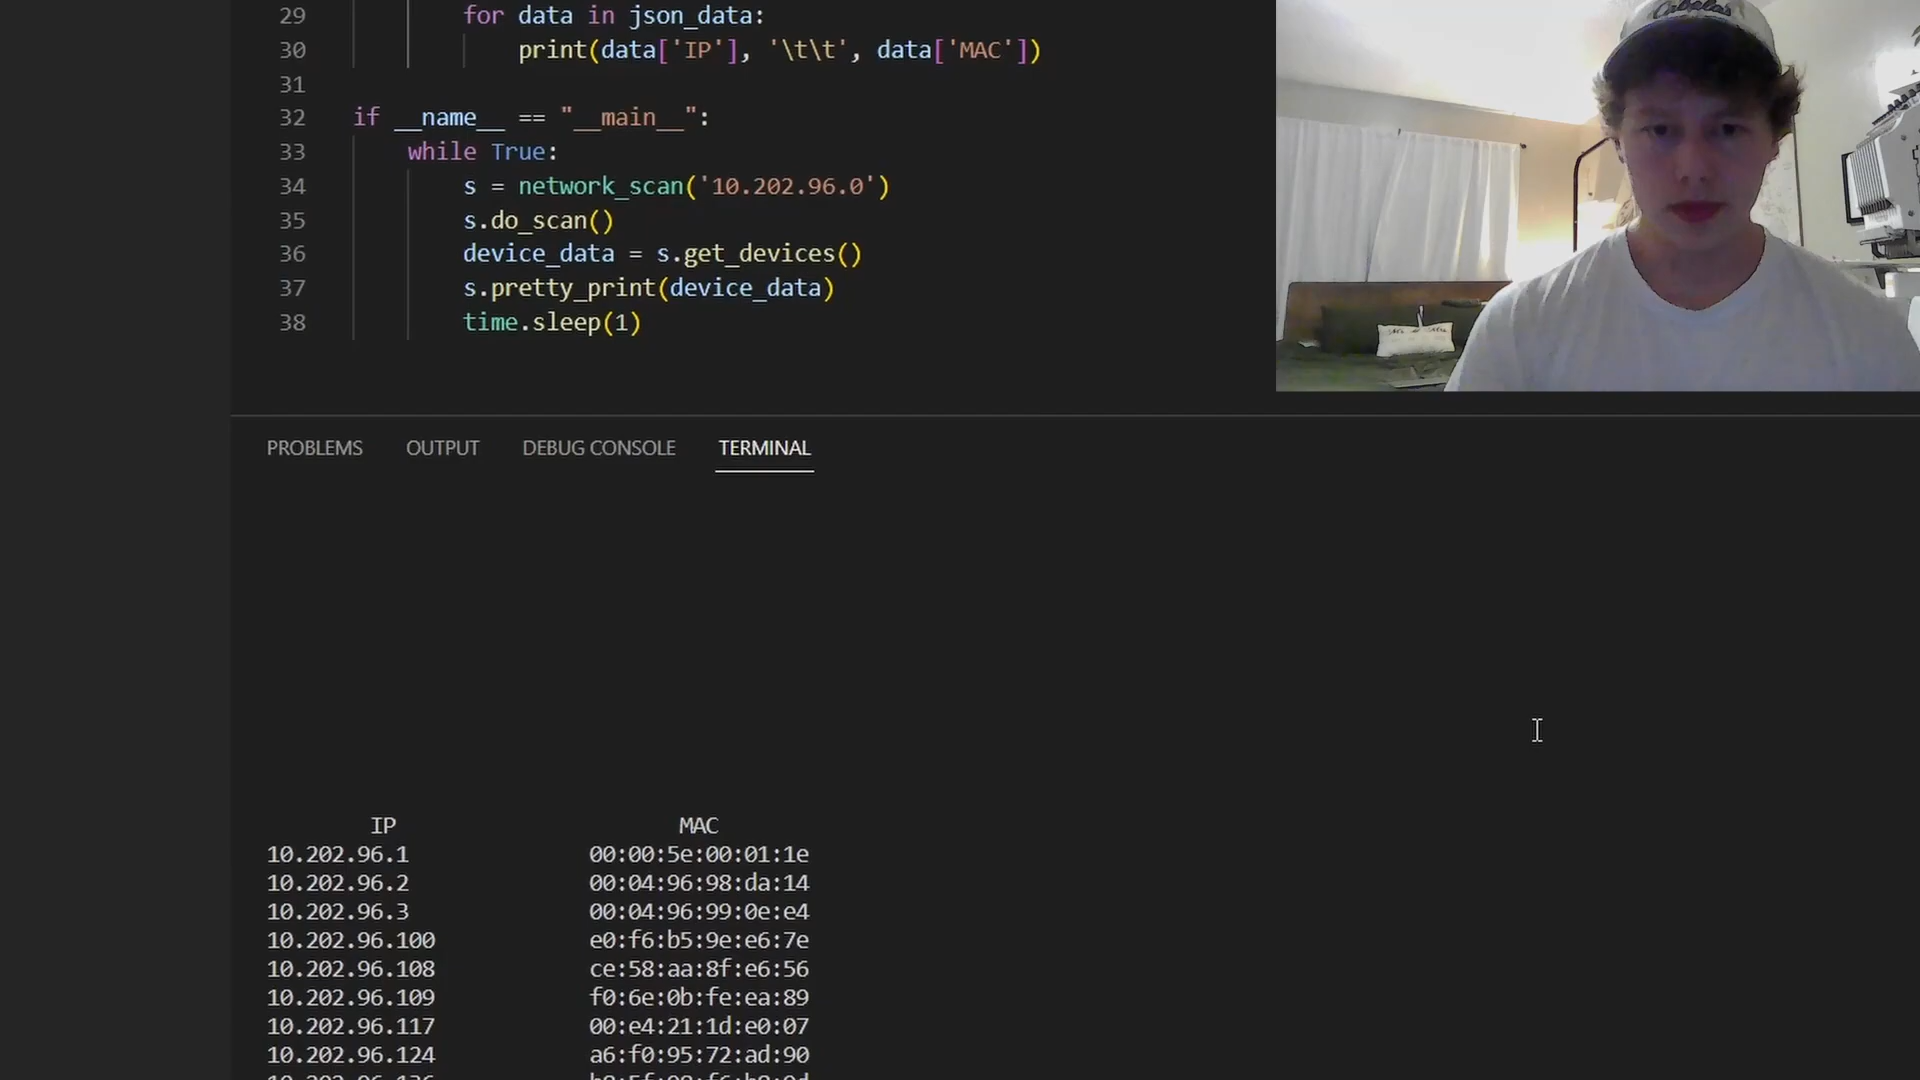 29 for data in json_data:
30 print(data['IP'], '\t\t', data['MAC'])
31
32 if __name__ == "__main__":
33 while True:
34 s = network_scan('10.202.96.0')
35 s.do_scan()
36 device_data = s.get_devices()
37 s.pretty_print(device_data)
38 time.sleep(1)
Cabela's
PROBLEMS OUTPUT DEBUG CONSOLE TERMINAL
IP MAC
10.202.96.1 00:00:5e:00:01:1e
10.202.96.2 00:04:96:98:da:14
10.202.96.3 00:04:96:99:0e:e4
10.202.96.100 e0:f6:b5:9e:e6:7e
10.202.96.108 ce:58:aa:8f:e6:56
10.202.96.109 f0:6e:0b:fe:ea:89
10.202.96.117 00:e4:21:1d:e0:07
10.202.96.124 a6:f0:95:72:ad:90